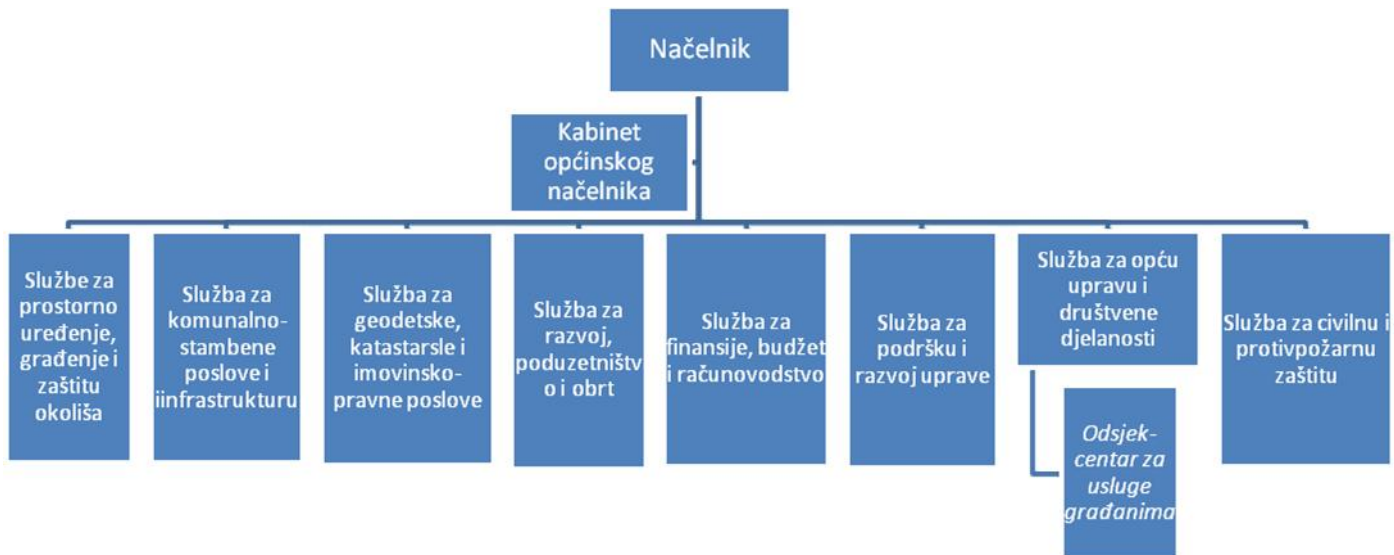 Načelnik
Kabinet
općinskog
načelnika
Službe za
prostorno
uređenje,
građenje i
zaštitu
okoliša
Služba za
komunalno-
stambene
poslove i
iinfrastrukturu
Služba za
geodetske,
katastarsle i
imovinsko-
pravne poslove
Služba za
razvoj,
poduzetništv
o i obrt
Služba za
finansije, budžet
i računovodstvo
Služba za
podršku i
razvoj uprave
Služba za opću
upravu i
društvene
djelanosti
Odsjek-
centar za
usluge
građanima
Služba za civilnu i
protivpožarnu
zaštitu